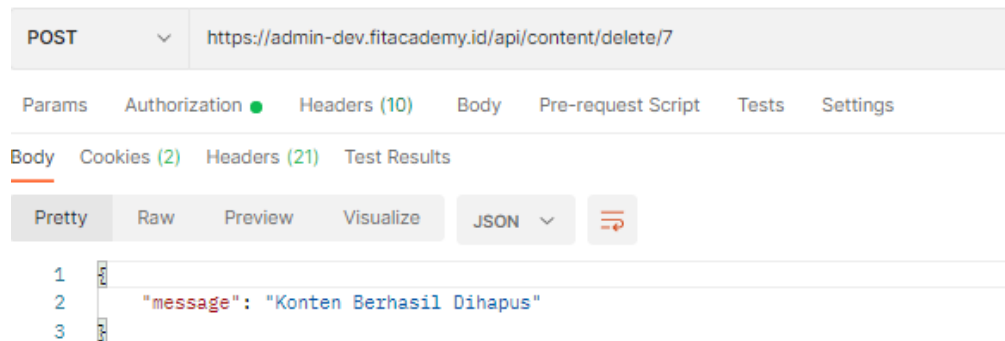 POST https://admin-dev.fitacademy.id/api/content/delete/7
Params Authorization Headers (10) Body Pre-request Script Tests Settings
Body Cookies (2) Headers (21) Test Results
Pretty Raw Preview Visualize JSON
1 {
2 "message": "Konten Berhasil Dihapus"
3 }